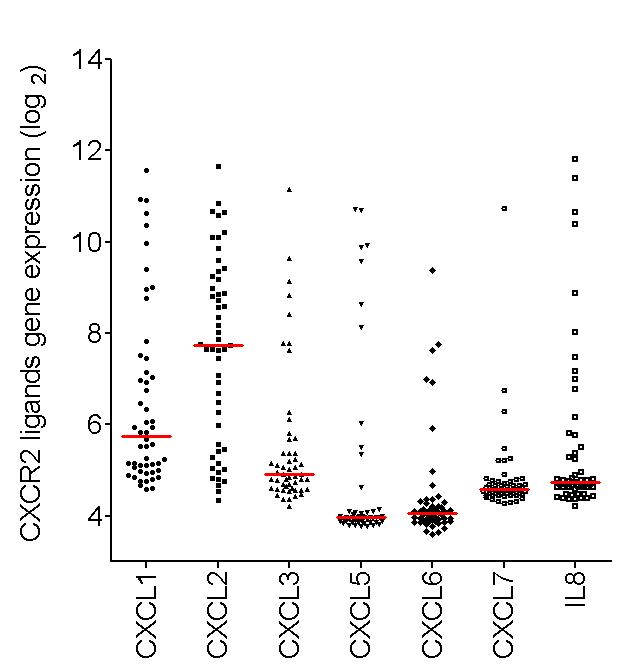 CXCR2 ligands gene expression (log 2)
14
12
10
8
6
4
CXCL1
CXCL2
CXCL3
CXCL5
CXCL6
CXCL7
IL8